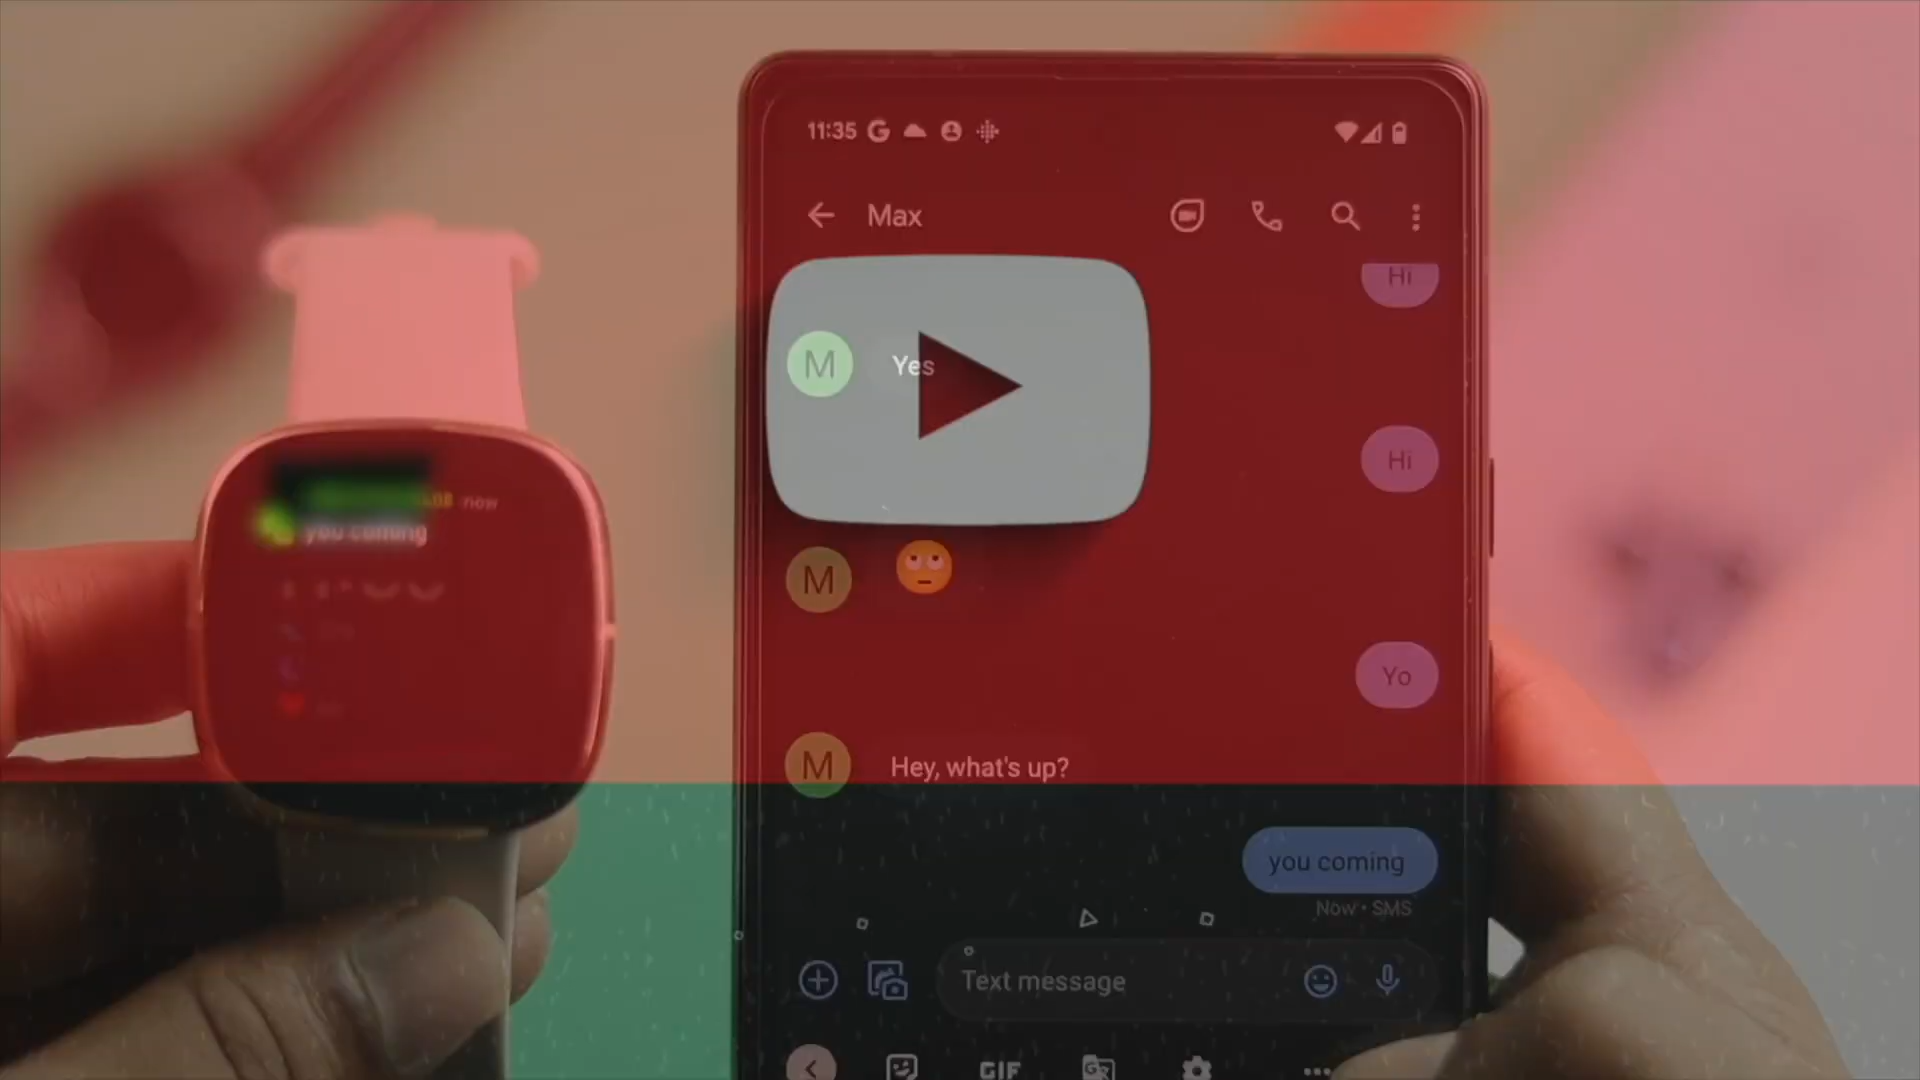 11:35
Max
Hi
M Yes
Hi
M
Yo
M Hey, what's up?
you coming
Now • SMS
Text message
GIF
now
you coming